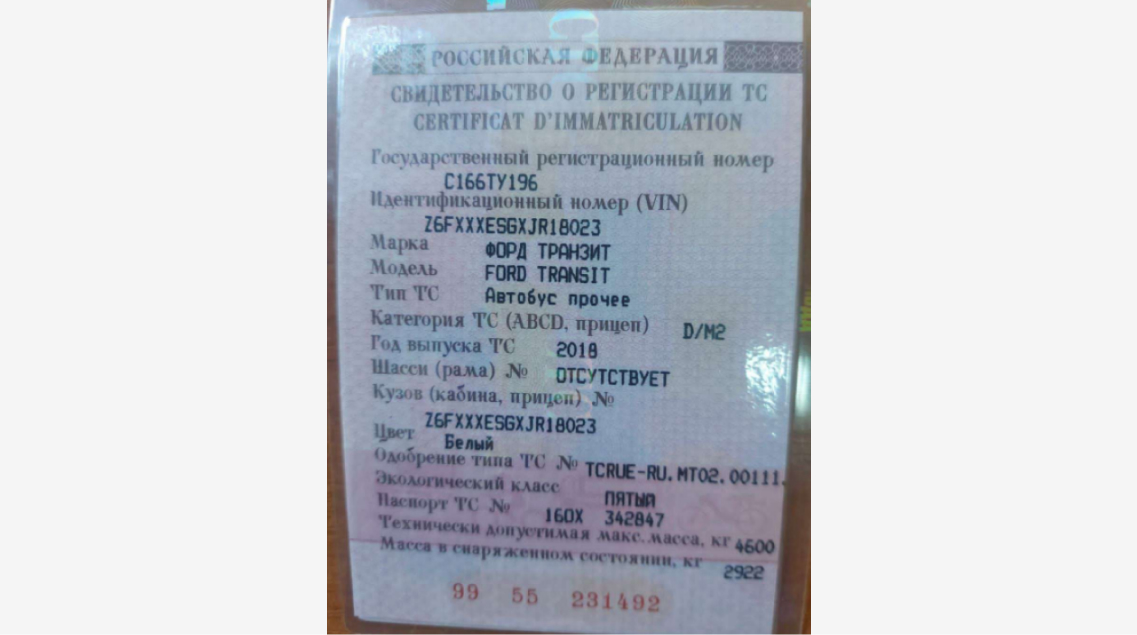 РОССИЙСКАЯ ФЕДЕРАЦИЯ
СВИДЕТЕЛЬСТВО О РЕГИСТРАЦИИ ТС
CERTIFICAT D'IMMATRICULATION
Государственный регистрационный номер
С166ТУ196
Идентификационный номер (VIN)
Z6FXXXESGXJR18023
Марка ФОРД ТРАНЗИТ
Модель FORD TRANSIT
Тип ТС Автобус прочее
Категория ТС (ABCD, прицеп) D/M2
Год выпуска ТС 2018
Шасси (рама) № ОТСУТСТВУЕТ
Кузов (кабина, прицеп) №
Z6FXXXESGXJR18023
Цвет Белый
Одобрение типа ТС № TCRUE-RU.MT02.00111.
Экологический класс ПЯТЫЙ
Паспорт ТС № 16ОХ 342847
Технически допустимая макс. масса, кг 4600
Масса в снаряженном состоянии, кг 2922
99 55 231492